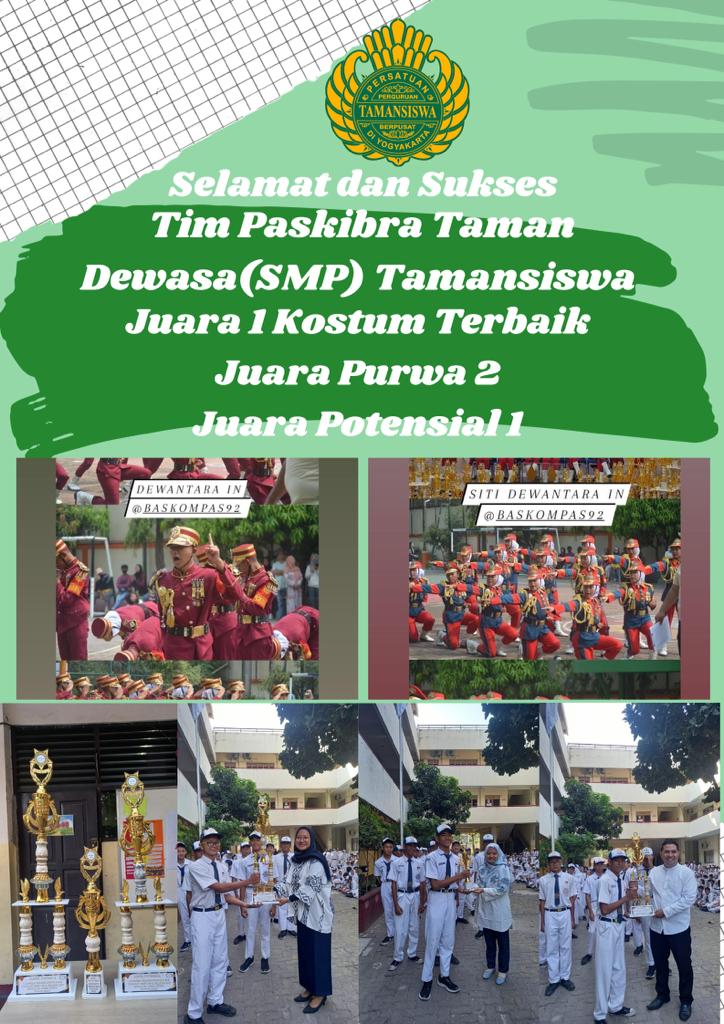 PERSATUAN
PERGURUAN
TAMANSISWA
BERPUSAT
DI YOGYAKARTA
Selamat dan Sukses
Tim Paskibra Taman
Dewasa(SMP) Tamansiswa
Juara 1 Kostum Terbaik
Juara Purwa 2
Juara Potensial 1
DEWANTARA IN
@BASKOMPAS92
SITI DEWANTARA IN
@BASKOMPAS92